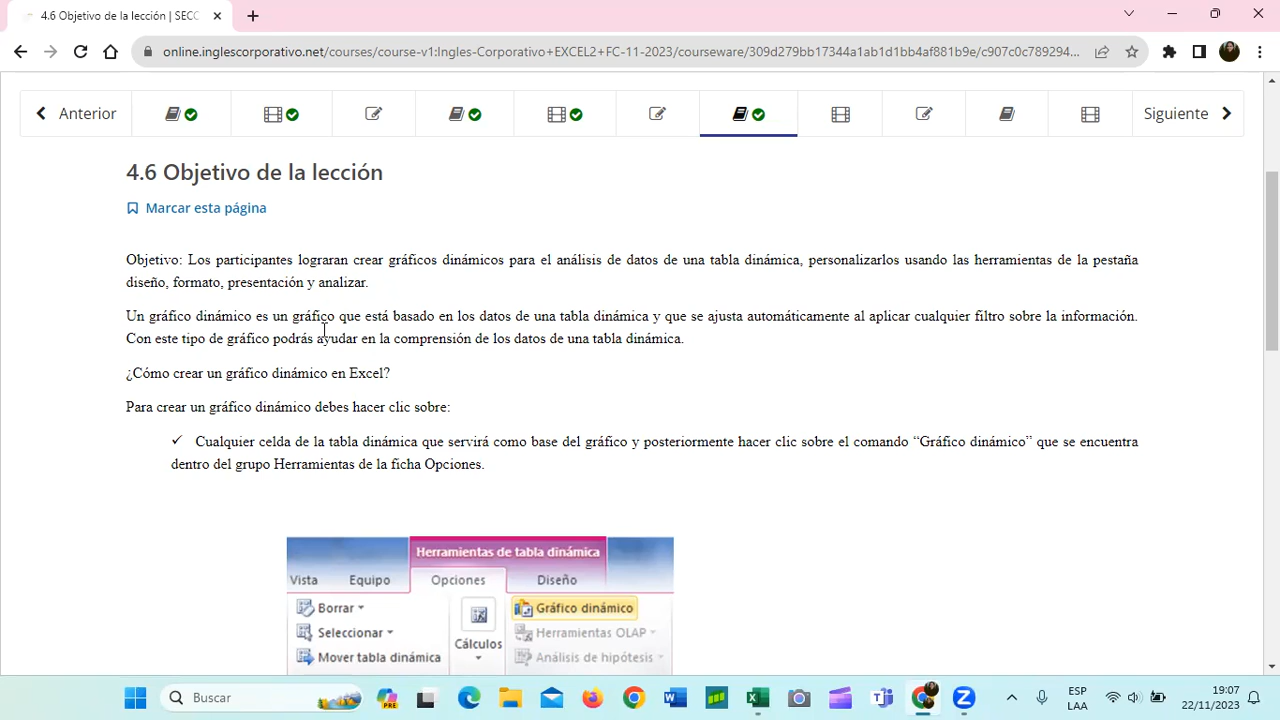 4.6 Objetivo de la lección | SECC
online.inglescorporativo.net/courses/course-v1:Ingles-Corporativo+EXCEL2+FC-11-2023/courseware/309d279bb17344a1ab1d1bb4af881b9e/c907c0c789294...
Anterior
Siguiente
4.6 Objetivo de la lección
Marcar esta página
Objetivo: Los participantes lograran crear gráficos dinámicos para el análisis de datos de una tabla dinámica, personalizarlos usando las herramientas de la pestaña
diseño, formato, presentación y analizar.
Un gráfico dinámico es un gráfico que está basado en los datos de una tabla dinámica y que se ajusta automáticamente al aplicar cualquier filtro sobre la información.
Con este tipo de gráfico podrás ayudar en la comprensión de los datos de una tabla dinámica.
¿Cómo crear un gráfico dinámico en Excel?
Para crear un gráfico dinámico debes hacer clic sobre:
✓ Cualquier celda de la tabla dinámica que servirá como base del gráfico y posteriormente hacer clic sobre el comando “Gráfico dinámico” que se encuentra
dentro del grupo Herramientas de la ficha Opciones.
Herramientas de tabla dinámica
Vista Equipo Opciones Diseño
Borrar
Gráfico dinámico
Seleccionar
Herramientas OLAP
Cálculos
Mover tabla dinámica
Análisis de hipótesis
Buscar
PRE
ESP
LAA
19:07
22/11/2023